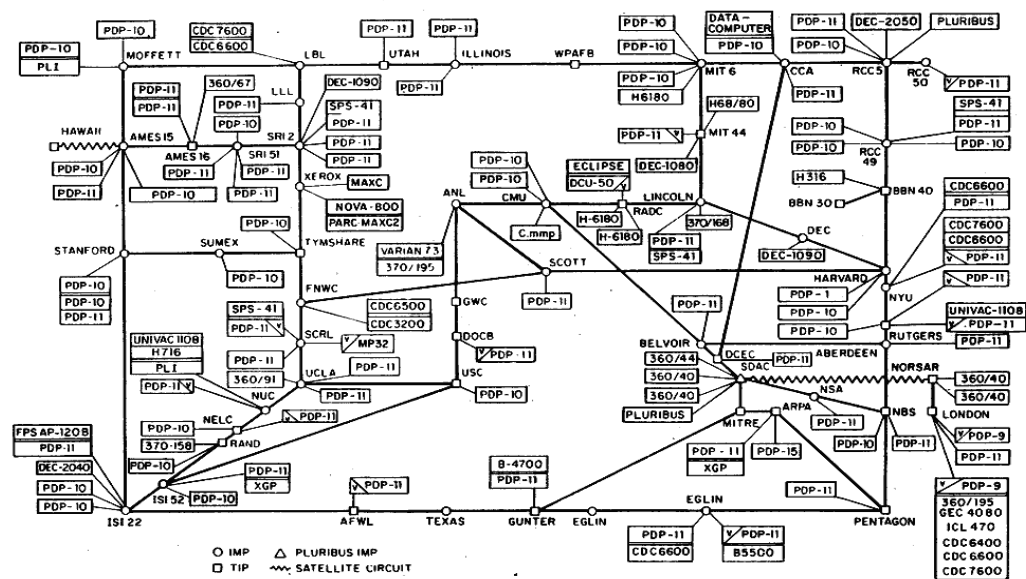 PDP-10
CDC7600
CDC6600
PDP-11
PDP-11
PDP-10
DATA-
COMPUTER
PDP-10
PDP-11
DEC-2050
PLURIBUS
PDP-10
PLI
MOFFETT
LBL
UTAH
ILLINOIS
WPAFB
PDP-10
MIT 6
CCA
PDP-10
RCC 5
RCC
50
PDP-11
PDP-10
H6180
PDP-11
V PDP-11
PDP-11
PDP-11
360/67
LLL
DEC-1090
SPS-41
PDP-11
PDP-11
PDP-11
H68/80
PDP-11 V
MIT 44
DEC-1080
SPS-41
PDP-11
PDP-10
PDP-10
PDP-10
RCC
49
HAWAII
AMES 15
PDP-10
SRI 2
AMES 16
SRI 51
PDP-10
PDP-11
PDP-11
PDP-11
PDP-11
PDP-10
XEROX
MAXC
NOVA-800
PARC-MAXC2
PDP-10
PDP-10
ANL
CMU
C.mmp
ECLIPSE
DCU-50 V
RADC
H-6180
H-6180
LINCOLN
370/168
PDP-11
SPS-41
H316
BBN 40
BBN 30
CDC6600
PDP-11
CDC7600
CDC6600
V PDP-11
V PDP-11
DEC
DEC-1090
STANFORD
SUMEX
PDP-10
TYMSHARE
PDP-10
PDP-10
PDP-10
PDP-11
VARIAN 73
370/195
SCOTT
PDP-11
HARVARD
PDP-1
PDP-10
PDP-10
NYU
UNIVAC-1108
V PDP-11
RUTGERS
PDP-11
ABERDEEN
FNWC
CDC6500
CDC3200
GWC
SPS-41
PDP-11 V
SCRL
V MP32
DOCB
V PDP-11
PDP-11
BELVOIR
DCEC
PDP-11
UNIVAC 1108
H716
PLI
PDP-11 V
PDP-11
360/91
UCLA
PDP-11
PDP-11
USC
PDP-10
360/44
360/40
360/40
PLURIBUS
SDAC
NORSAR
360/40
360/40
NSA
PDP-11
NUC
NELC
V PDP-11
PDP-10
370-158
RAND
PDP-10
MITRE
ARPA
PDP-11
XGP
PDP-15
NBS
PDP-10
PDP-11
LONDON
V PDP-9
PDP-11
FPS AP-120B
PDP-11
DEC-2040
PDP-10
PDP-10
ISI 22
PDP-11
XGP
ISI 52
PDP-10
V PDP-11
AFWL
TEXAS
B-4700
PDP-11
GUNTER
EGLIN
EGLIN
PDP-11
CDC6600
V PDP-11
B5500
PDP-11
PENTAGON
V PDP-9
360/195
GEC 4080
ICL 470
CDC6400
CDC6600
CDC7600
IMP
PLURIBUS IMP
TIP
SATELLITE CIRCUIT